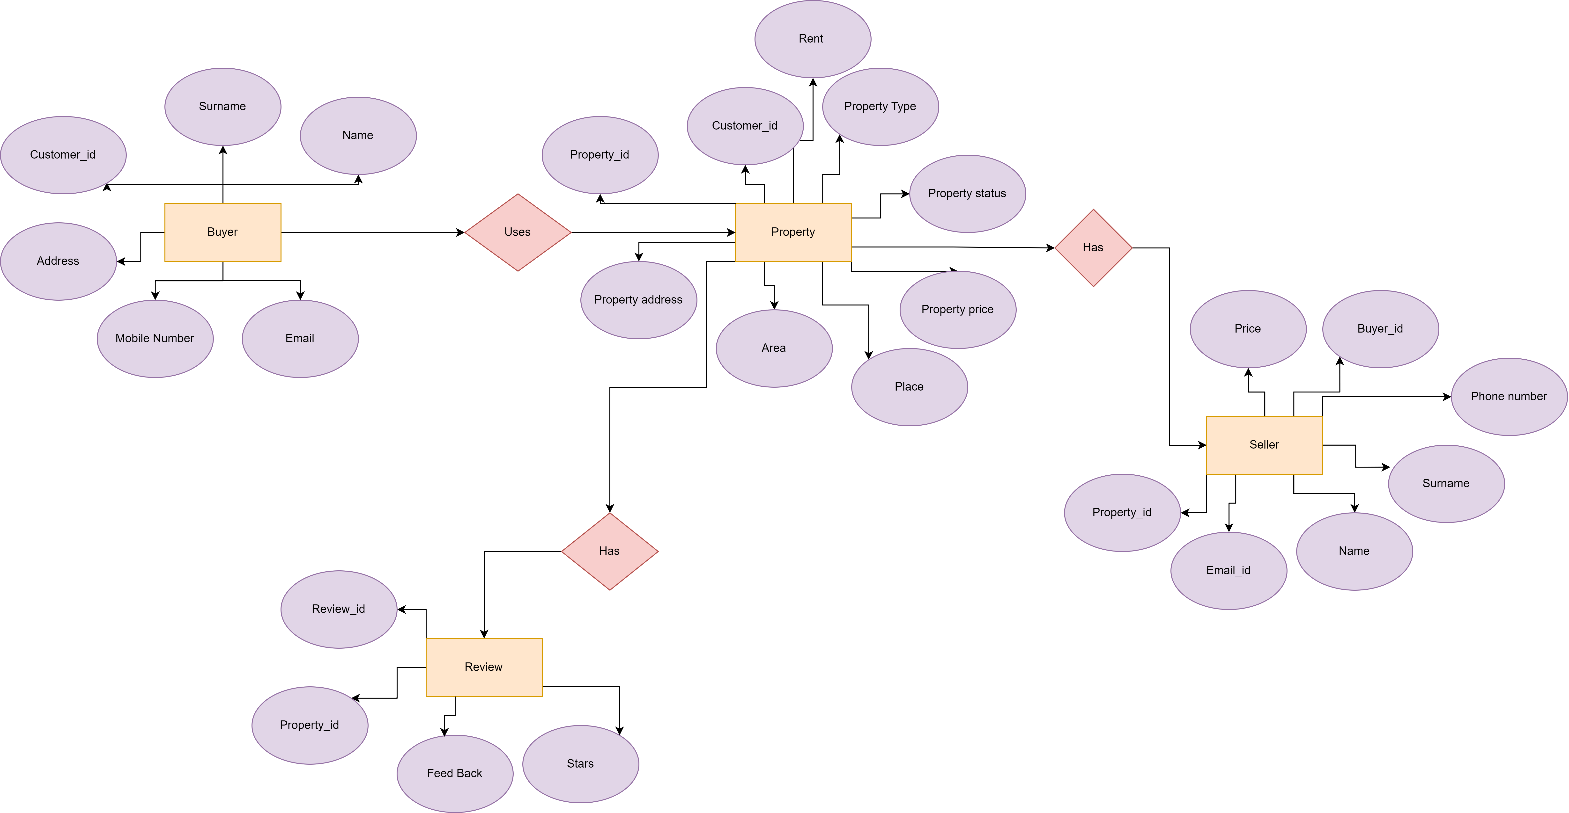 Rent
Surname
Property Type
Customer_id
Name
Customer_id
Property_id
Property status
Buyer
Uses
Property
Has
Address
Property address
Property price
Mobile Number
Email
Area
Price
Buyer_id
Place
Phone number
Seller
Surname
Property_id
Has
Name
Email_id
Review_id
Review
Property_id
Feed Back
Stars